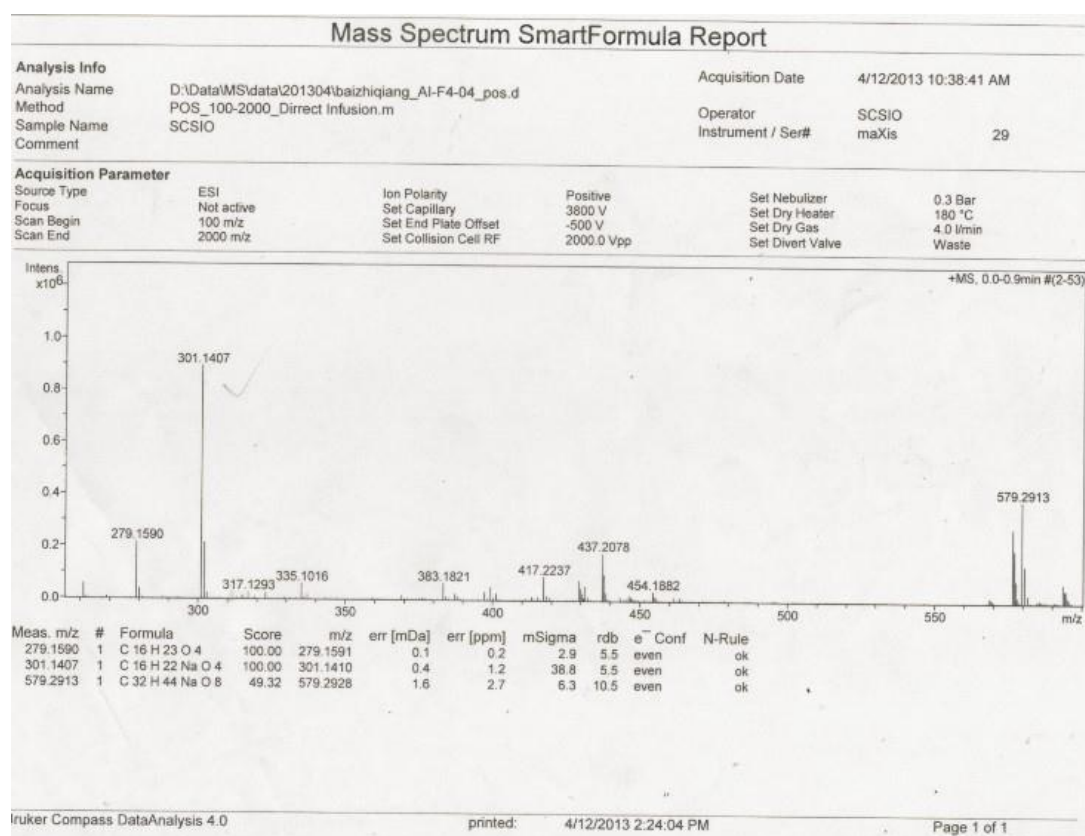 Mass Spectrum SmartFormula Report
Analysis Info
Analysis Name D:\Data\MS\data\201304\baizhiqiang_AI-F4-04_pos.d
Method POS_100-2000_Dirrect Infusion.m
Sample Name SCSIO
Comment
Acquisition Date 4/12/2013 10:38:41 AM
Operator SCSIO
Instrument / Ser# maXis 29
Acquisition Parameter
Source Type ESI Ion Polarity Positive Set Nebulizer 0.3 Bar
Focus Not active Set Capillary 3800 V Set Dry Heater 180 °C
Scan Begin 100 m/z Set End Plate Offset -500 V Set Dry Gas 4.0 l/min
Scan End 2000 m/z Set Collision Cell RF 2000.0 Vpp Set Divert Valve Waste
Intens.
x10⁶
+MS, 0.0-0.9min #(2-53)
1.0
301.1407
0.8
0.6
0.4
579.2913
279.1590
0.2
437.2078
317.1293 335.1016 383.1821 417.2237 454.1882
0.0
300 350 400 450 500 550 m/z
Meas. m/z # Formula Score m/z err [mDa] err [ppm] mSigma rdb e⁻ Conf N-Rule
279.1590 1 C 16 H 23 O 4 100.00 279.1591 0.1 0.2 2.9 5.5 even ok
301.1407 1 C 16 H 22 Na O 4 100.00 301.1410 0.4 1.2 38.8 5.5 even ok
579.2913 1 C 32 H 44 Na O 8 49.32 579.2928 1.6 2.7 6.3 10.5 even ok
ruker Compass DataAnalysis 4.0 printed: 4/12/2013 2:24:04 PM Page 1 of 1